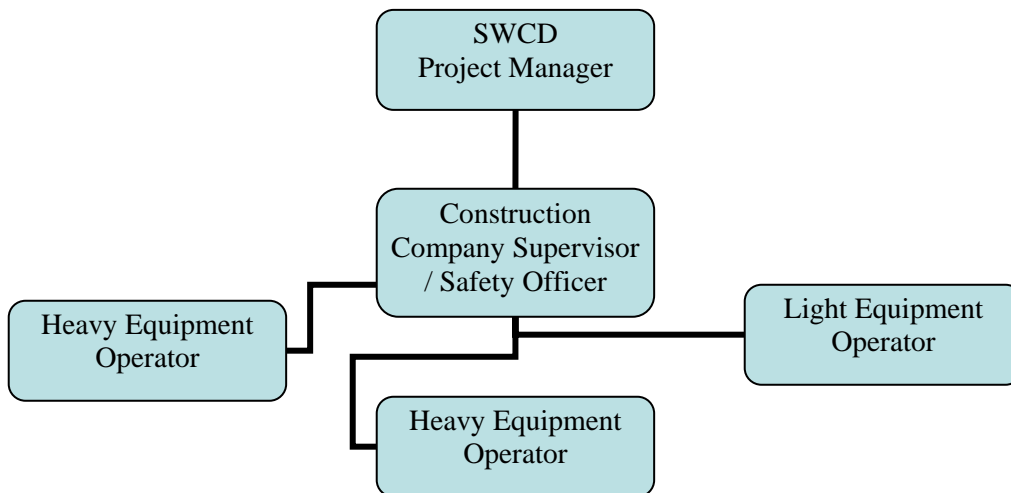 SWCD
Project Manager
Construction
Company Supervisor
/ Safety Officer
Heavy Equipment
Operator
Light Equipment
Operator
Heavy Equipment
Operator